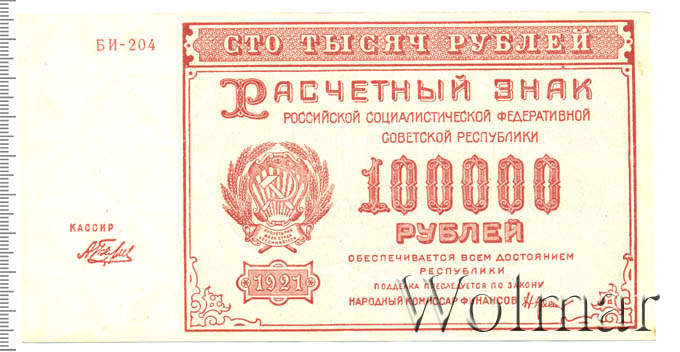 БИ-204
СТО ТЫСЯЧ РУБЛЕЙ
РАСЧЕТНЫЙ ЗНАК
РОССИЙСКОЙ СОЦИАЛИСТИЧЕСКОЙ ФЕДЕРАТИВНОЙ
СОВЕТСКОЙ РЕСПУБЛИКИ
100000
РУБЛЕЙ
КАССИР
1921
ОБЕСПЕЧИВАЕТСЯ ВСЕМ ДОСТОЯНИЕМ
РЕСПУБЛИКИ
ПОДДЕЛКА ПРЕСЛЕДУЕТСЯ ПО ЗАКОНУ
НАРОДНЫЙ КОМИССАР ФИНАНСОВ
Wolmar